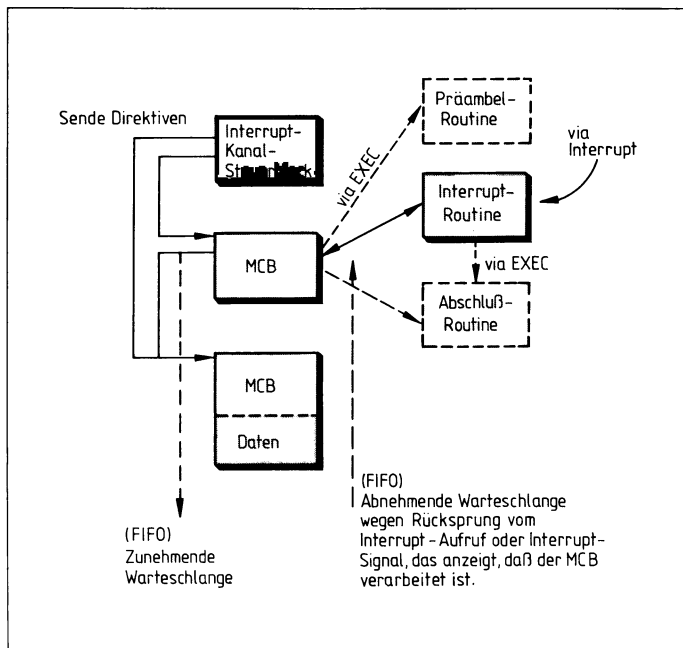 Sende Direktiven
Interrupt-
Kanal-
Präambel-
Routine
via EXEC
via
Interrupt
Interrupt-
Routine
MCB
via EXEC
Abschluß-
Routine
MCB
Daten
(FIFO)
Zunehmende
Warteschlange
(FIFO)
Abnehmende Warteschlange
wegen Rücksprung vom
Interrupt-Aufruf oder Interrupt-
Signal, das anzeigt, daß der MCB
verarbeitet ist.